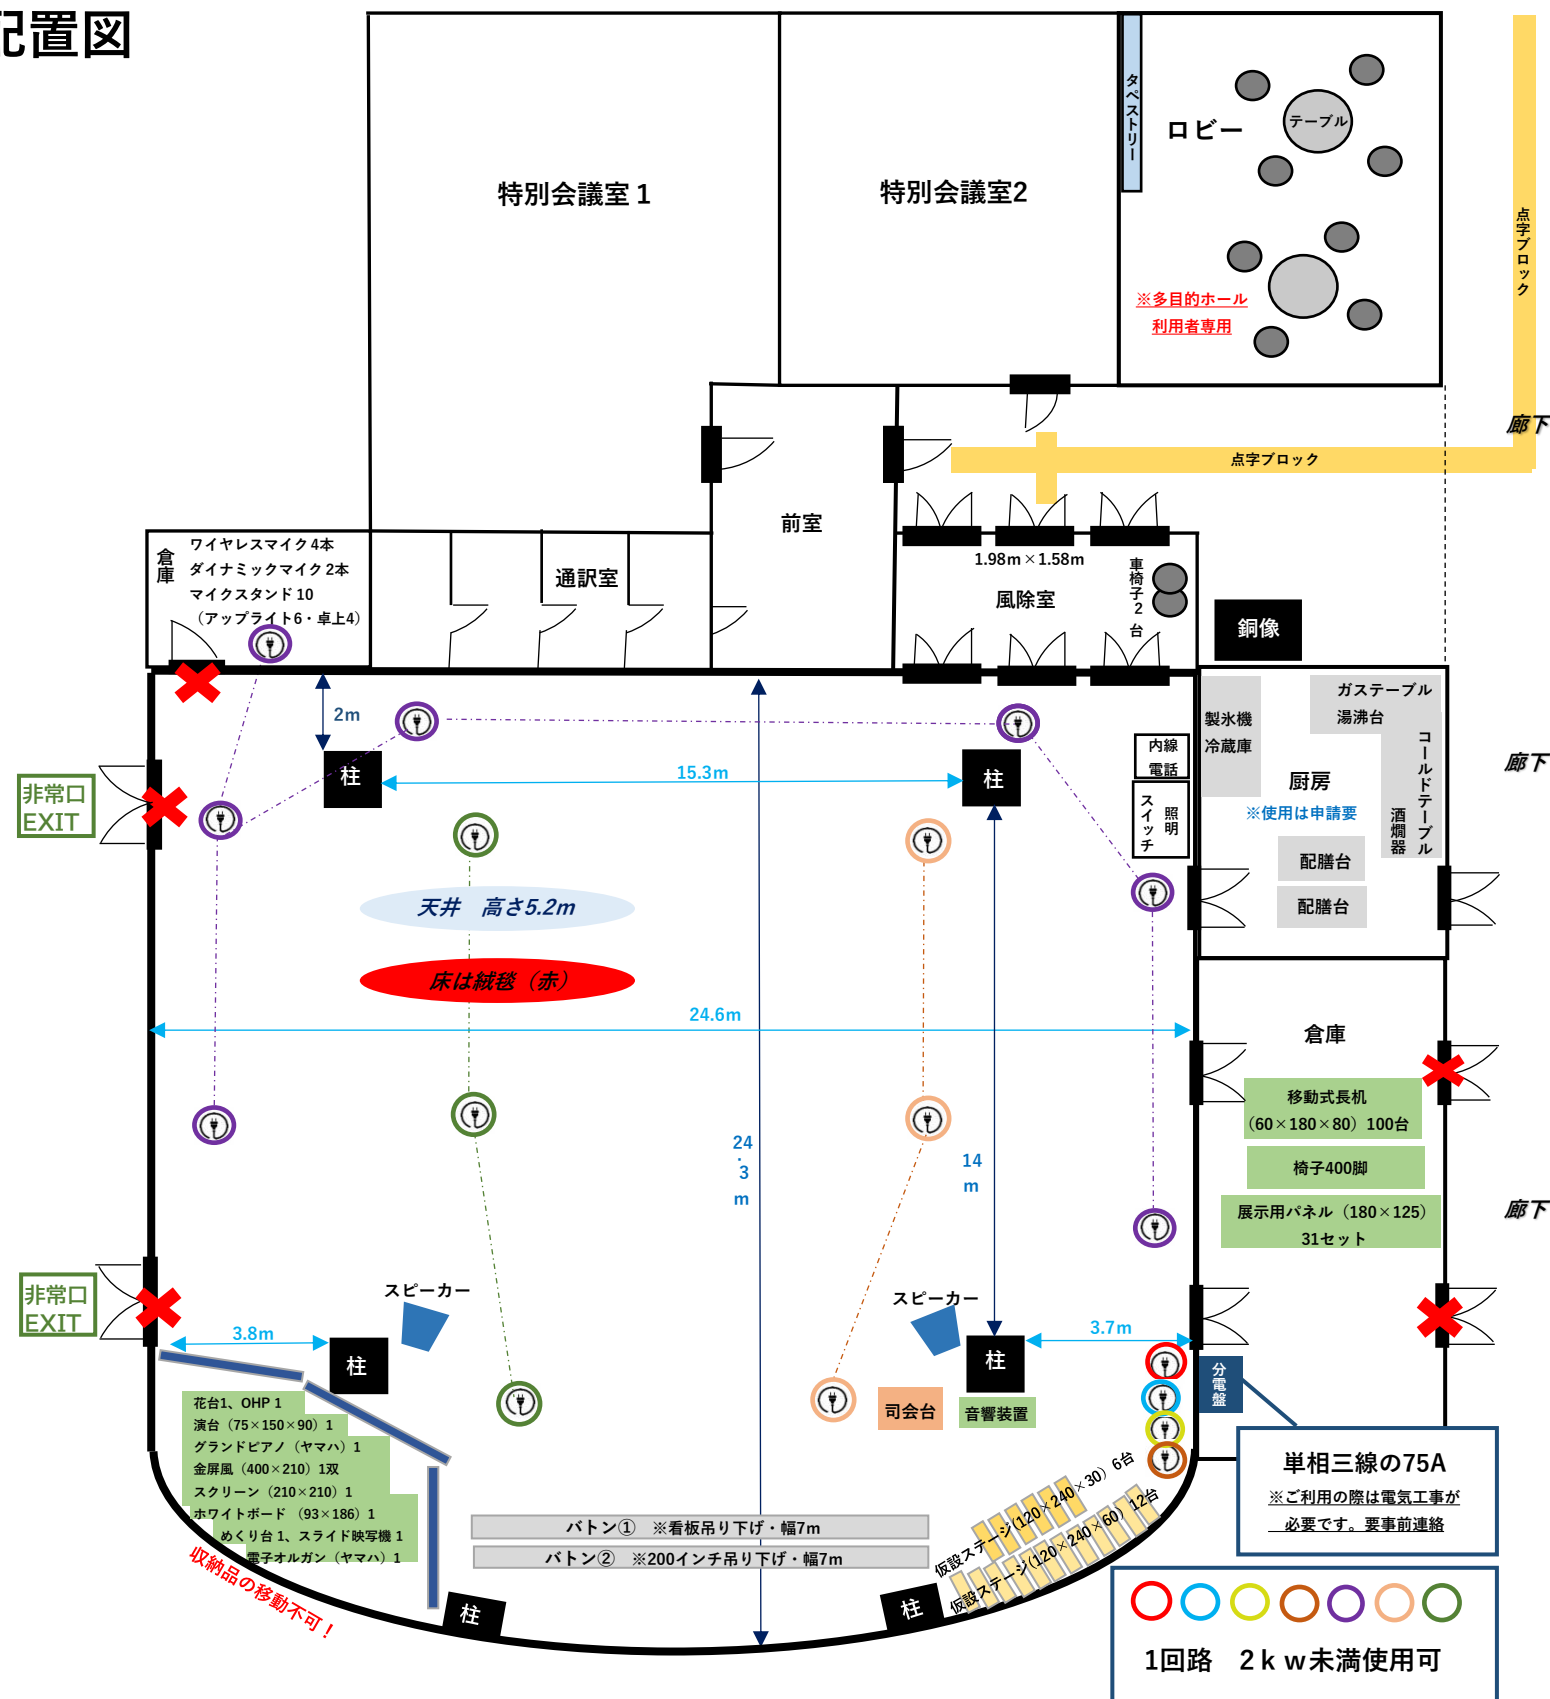 配置図
特別会議室１
特別会議室2
タペストリー
ロビー
テーブル
※多目的ホール
利用者専用
点字ブロック
廊下
点字ブロック
前室
倉庫
ワイヤレスマイク4本
ダイナミックマイク2本
マイクスタンド10
（アップライト6・卓上4）
通訳室
1.98m×1.58m
風除室
車椅子２台
銅像
2m
柱
15.3m
柱
内線
電話
照明
スイッチ
製氷機
冷蔵庫
ガステーブル
湯沸台
コールドテーブル
酒燗器
厨房
※使用は申請要
配膳台
配膳台
廊下
非常口
EXIT
天井　高さ5.2m
床は絨毯（赤）
24.6m
24.3m
14m
倉庫
移動式長机
（60×180×80）100台
椅子400脚
展示用パネル（180×125）
31セット
廊下
非常口
EXIT
スピーカー
スピーカー
3.8m
柱
柱
3.7m
司会台
音響装置
分電盤
花台1、OHP 1
演台（75×150×90）1
グランドピアノ（ヤマハ）1
金屏風（400×210）1双
スクリーン（210×210）1
ホワイトボード （93×186）1
めくり台 1、スライド映写機 1
電子オルガン（ヤマハ）1
収納品の移動不可！
バトン①　※看板吊り下げ・幅7m
バトン②　※200インチ吊り下げ・幅7m
仮設ステージ(120×240×30）6台
仮設ステージ(120×240×60）12台
柱
柱
単相三線の75A
※ご利用の際は電気工事が
必要です。要事前連絡
1回路　2ｋｗ未満使用可